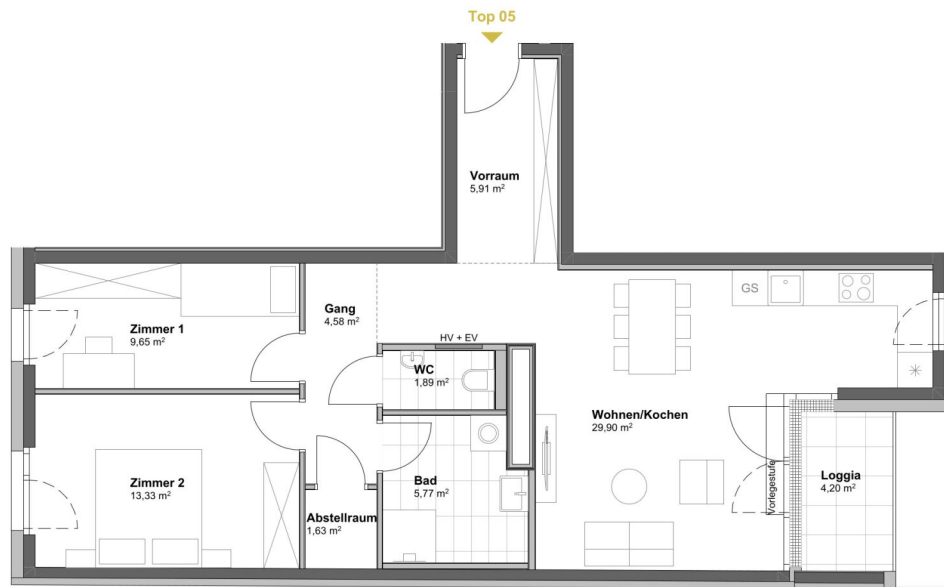 Top 05
Vorraum
5,91 m²
GS
Gang
4,58 m²
Zimmer 1
9,65 m²
HV + EV
WC
1,89 m²
Wohnen/Kochen
29,90 m²
Zimmer 2
13,33 m²
Bad
5,77 m²
Vorlegestufe
Loggia
4,20 m²
Abstellraum
1,63 m²